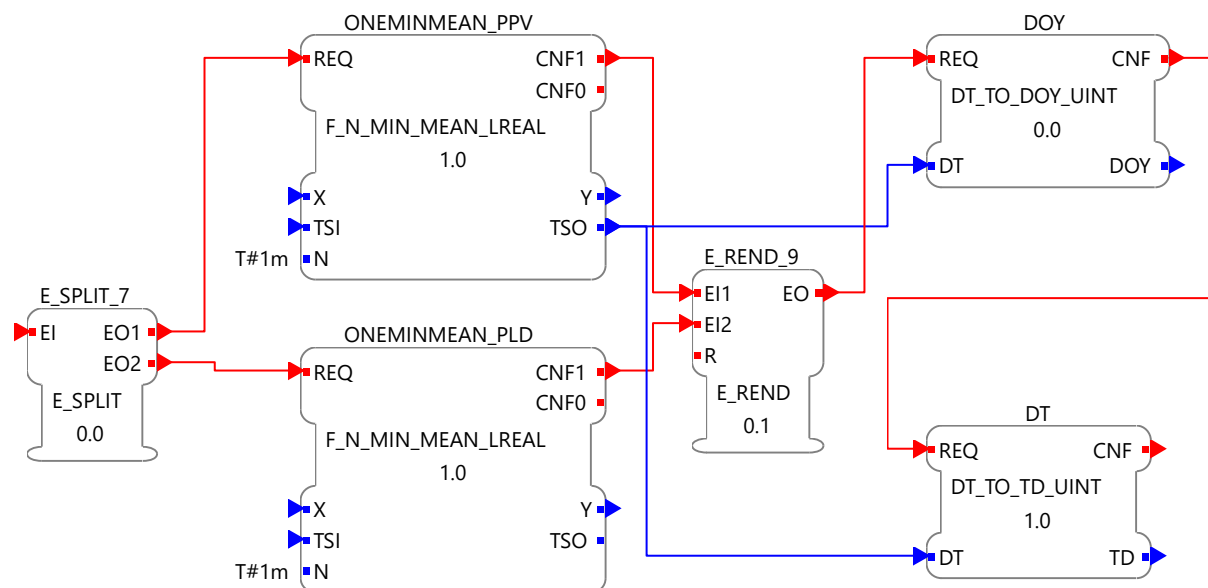 ONEMINMEAN_PPV
REQ CNF1
CNF0
F_N_MIN_MEAN_LREAL
1.0
X Y
TSI TSO
T#1m N
DOY
REQ CNF
DT_TO_DOY_UINT
0.0
DT DOY
E_SPLIT_7
EI EO1
EO2
E_SPLIT
0.0
E_REND_9
EI1 EO
EI2
R
E_REND
0.1
ONEMINMEAN_PLD
REQ CNF1
CNF0
F_N_MIN_MEAN_LREAL
1.0
X Y
TSI TSO
T#1m N
DT
REQ CNF
DT_TO_TD_UINT
1.0
DT TD